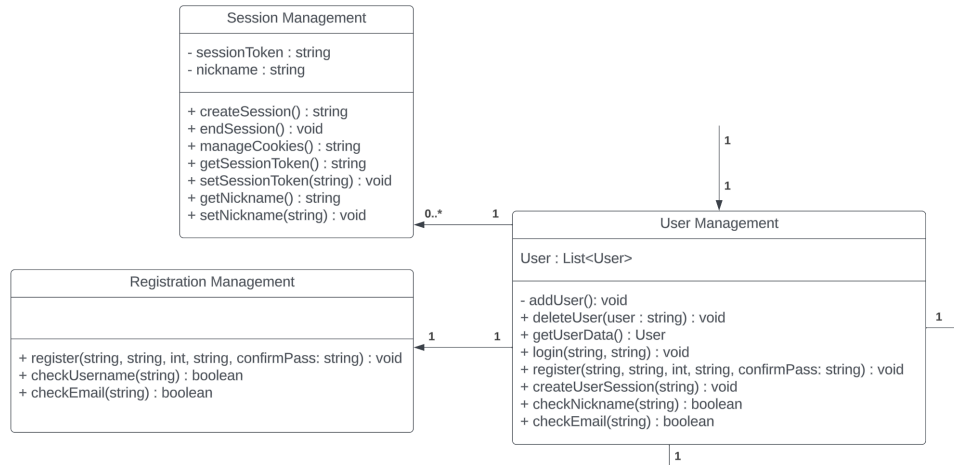 Session Management
- sessionToken : string
- nickname : string
+ createSession() : string
+ endSession() : void
+ manageCookies() : string
+ getSessionToken() : string
+ setSessionToken(string) : void
+ getNickname() : string
+ setNickname(string) : void
1
1
0..*
1
User Management
User : List<User>
- addUser(): void
+ deleteUser(user : string) : void
+ getUserData() : User
+ login(string, string) : void
+ register(string, string, int, string, confirmPass: string) : void
+ createUserSession(string) : void
+ checkNickname(string) : boolean
+ checkEmail(string) : boolean
1
1
1
1
Registration Management
+ register(string, string, int, string, confirmPass: string) : void
+ checkUsername(string) : boolean
+ checkEmail(string) : boolean